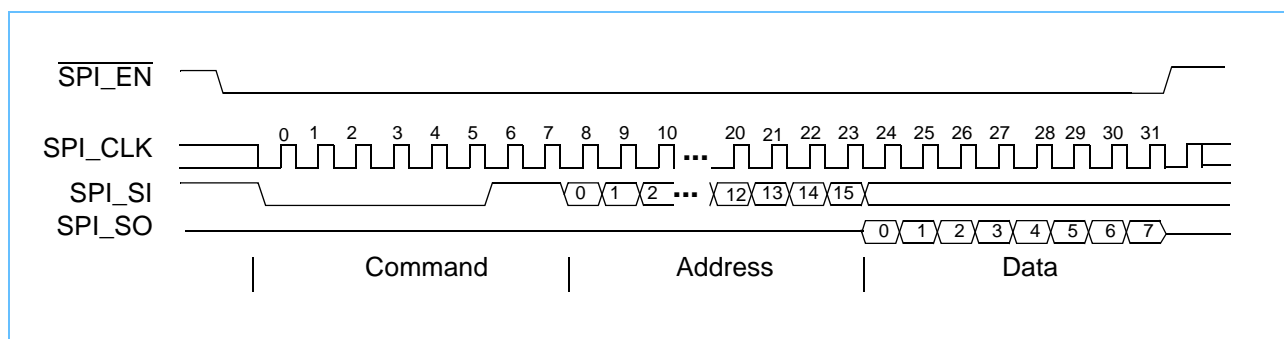 SPI_EN
0 1 2 3 4 5 6 7 8 9 10 20 21 22 23 24 25 26 27 28 29 30 31
SPI_CLK ...
SPI_SI 0 1 2 ... 12 13 14 15
SPI_SO 0 1 2 3 4 5 6 7
Command Address Data